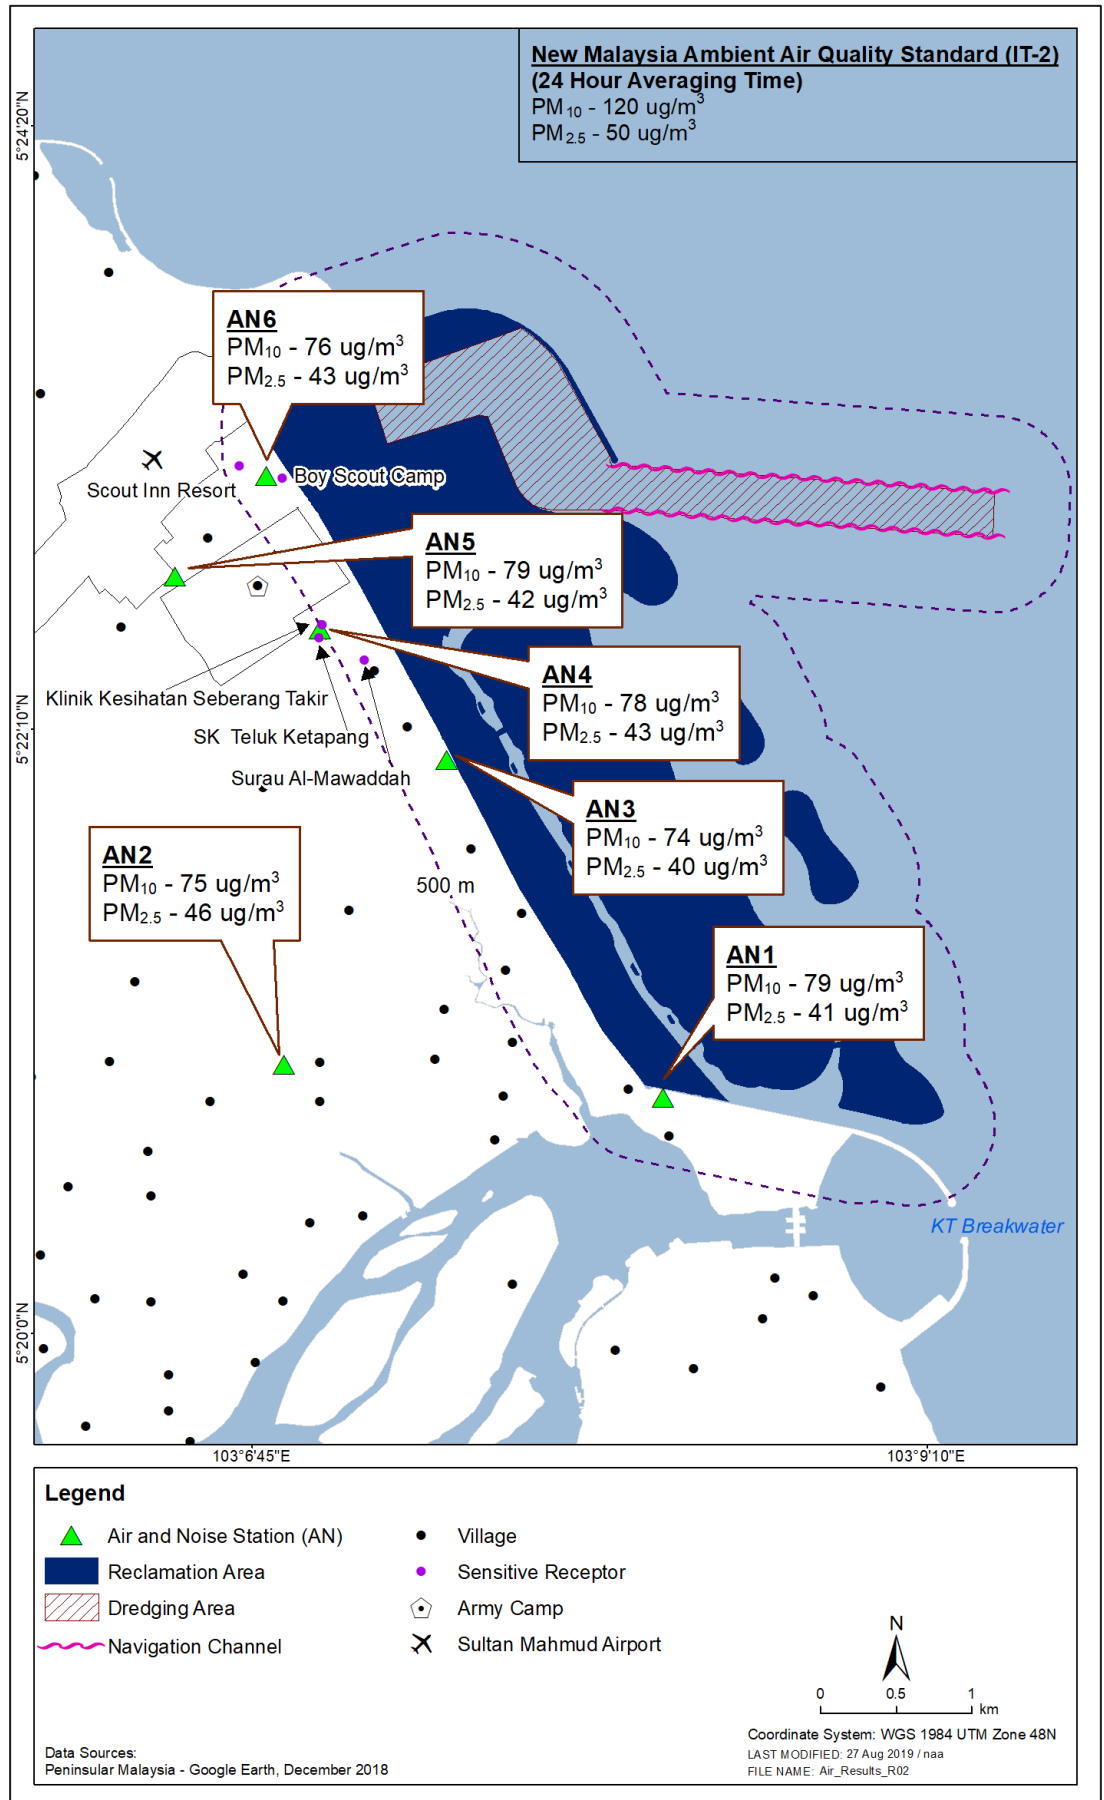 New Malaysia Ambient Air Quality Standard (IT-2)
(24 Hour Averaging Time)
PM10 - 120 ug/m3
PM2.5 - 50 ug/m3
5°24'20"N
AN6
PM10 - 76 ug/m3
PM2.5 - 43 ug/m3
Boy Scout Camp
Scout Inn Resort
AN5
PM10 - 79 ug/m3
PM2.5 - 42 ug/m3
AN4
PM10 - 78 ug/m3
PM2.5 - 43 ug/m3
Klinik Kesihatan Seberang Takir
SK Teluk Ketapang
Surau Al-Mawaddah
5°22'10"N
AN3
PM10 - 74 ug/m3
PM2.5 - 40 ug/m3
AN2
PM10 - 75 ug/m3
PM2.5 - 46 ug/m3
500 m
AN1
PM10 - 79 ug/m3
PM2.5 - 41 ug/m3
KT Breakwater
5°20'0"N
103°6'45"E
103°9'10"E
Legend
Air and Noise Station (AN)
Reclamation Area
Dredging Area
Navigation Channel
Village
Sensitive Receptor
Army Camp
Sultan Mahmud Airport
N
0 0.5 1
km
Coordinate System: WGS 1984 UTM Zone 48N
LAST MODIFIED: 27 Aug 2019 / naa
FILE NAME: Air_Results_R02
Data Sources:
Peninsular Malaysia - Google Earth, December 2018